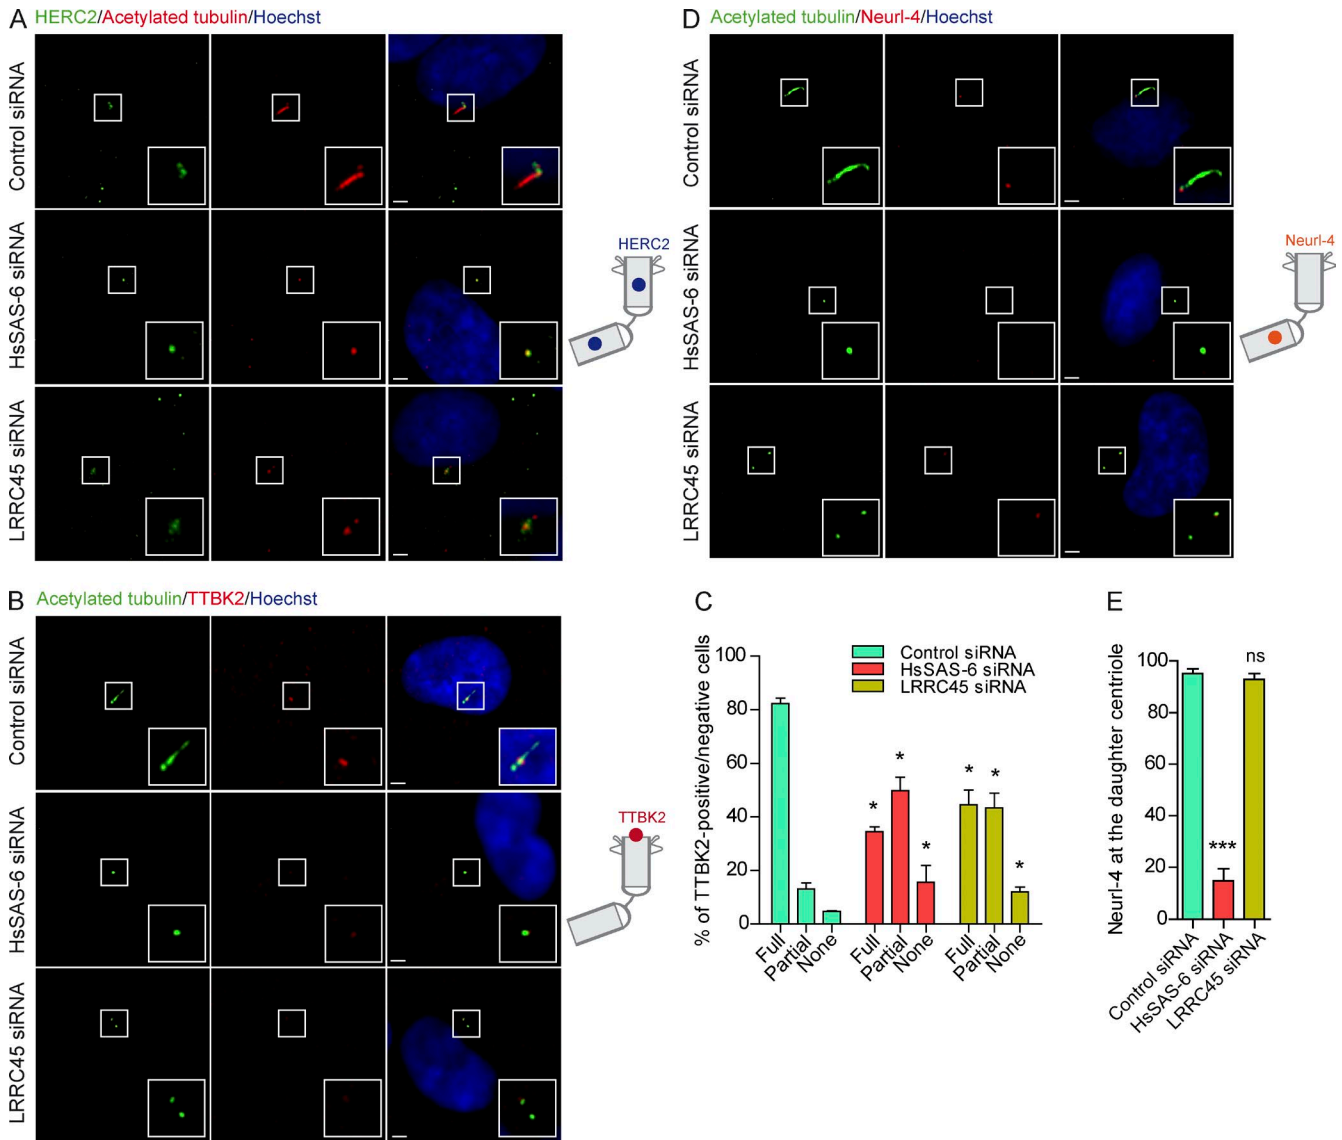 A HERC2/Acetylated tubulin/Hoechst
Control siRNA
HsSAS-6 siRNA
LRRC45 siRNA
HERC2
B Acetylated tubulin/TTBK2/Hoechst
Control siRNA
HsSAS-6 siRNA
LRRC45 siRNA
TTBK2
C
% of TTBK2-positive/negative cells
100
80
60
40
20
0
Control siRNA
HsSAS-6 siRNA
LRRC45 siRNA
* * * * * *
Full Partial None Full Partial None Full Partial None
D Acetylated tubulin/Neurl-4/Hoechst
Control siRNA
HsSAS-6 siRNA
LRRC45 siRNA
Neurl-4
E
Neurl-4 at the daughter centriole
100
80
60
40
20
0
***
ns
Control siRNA
HsSAS-6 siRNA
LRRC45 siRNA